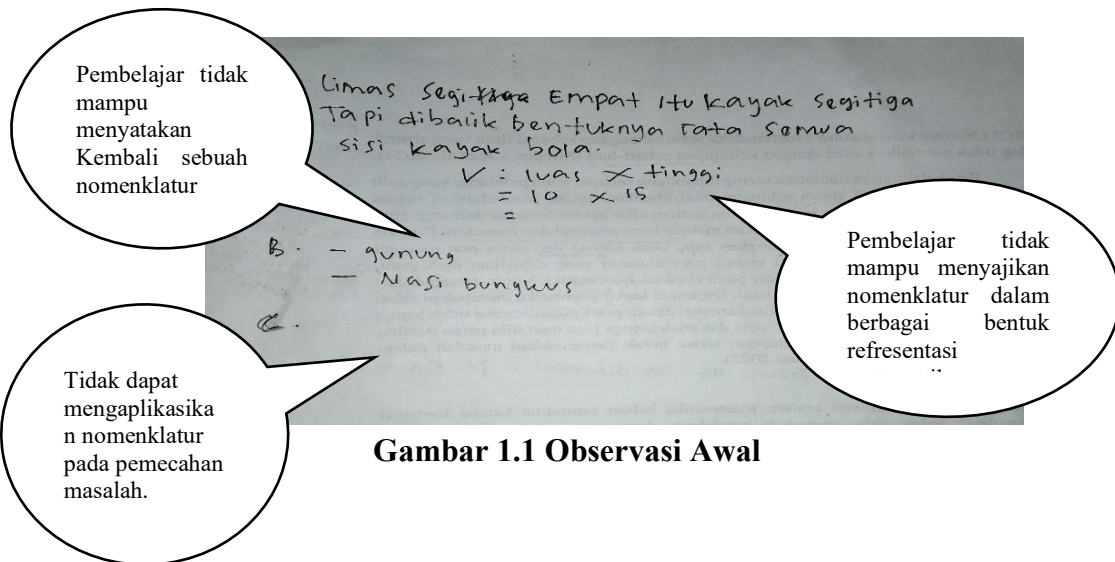 Pembelajar tidak
mampu
menyatakan
Kembali sebuah
nomenklatur
Limas Segitiga Empat itu kayak segitiga
Tapi dibalik bentuknya rata semua
sisi kayak bola.
V : luas × tinggi
= 10 × 15
=
B. - gunung
- Nasi bungkus
C.
Pembelajar tidak
mampu menyajikan
nomenklatur dalam
berbagai bentuk
refresentasi
Tidak dapat
mengaplikasika
n nomenklatur
pada pemecahan
masalah.
Gambar 1.1 Observasi Awal